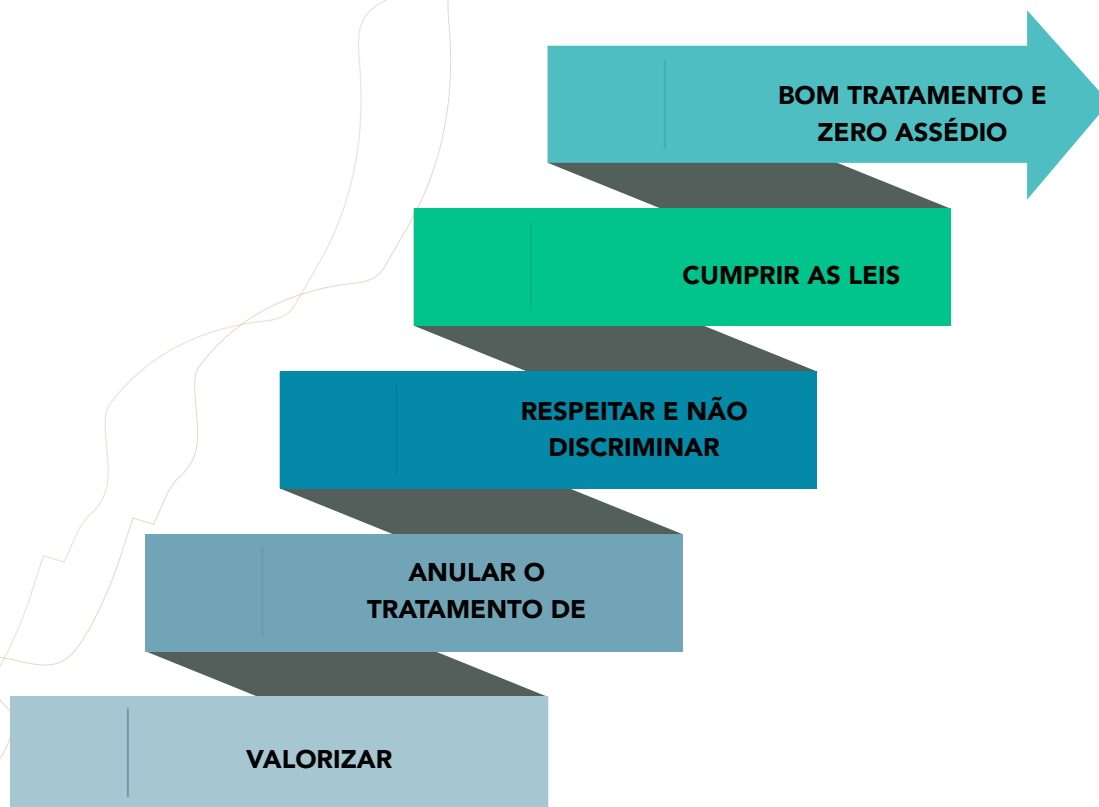 BOM TRATAMENTO E
ZERO ASSÉDIO
CUMPRIR AS LEIS
RESPEITAR E NÃO
DISCRIMINAR
ANULAR O
TRATAMENTO DE
VALORIZAR